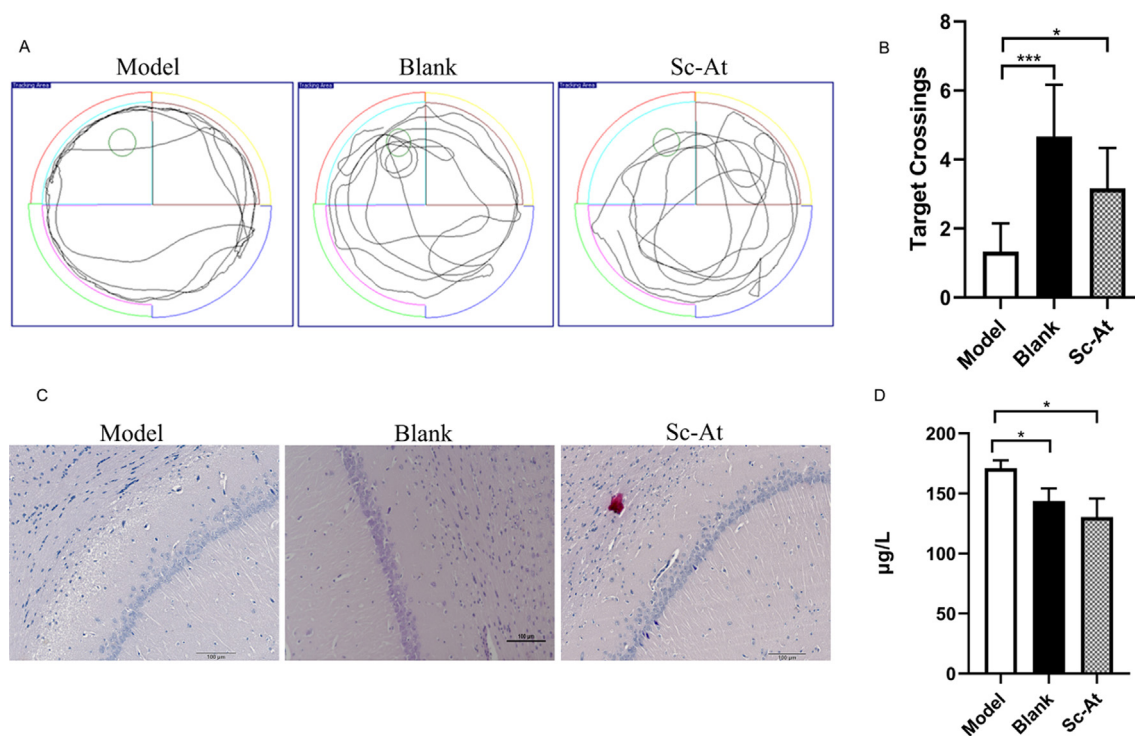 A
Model
Blank
Sc-At
Tracking Area
Tracking Area
Tracking Area
B
Target Crossings
8
6
4
2
0
*
***
Model
Blank
Sc-At
C
Model
Blank
Sc-At
100 µm
100 µm
100 µm
D
µg/L
200
150
100
50
0
*
*
Model
Blank
Sc-At